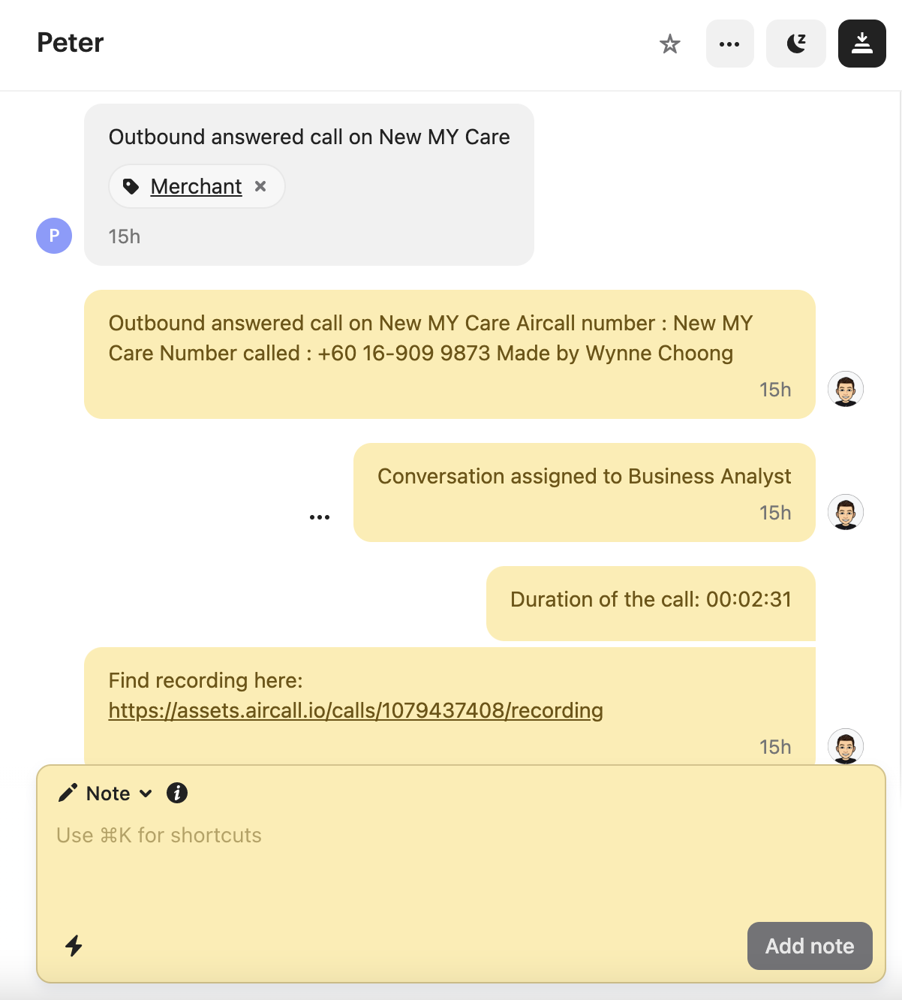 Peter
Outbound answered call on New MY Care
Merchant
15h
P
Outbound answered call on New MY Care Aircall number : New MY
Care Number called : +60 16-909 9873 Made by Wynne Choong
15h
Conversation assigned to Business Analyst
15h
Duration of the call: 00:02:31
Find recording here:
https://assets.aircall.io/calls/1079437408/recording
15h
Note
Use ⌘K for shortcuts
Add note